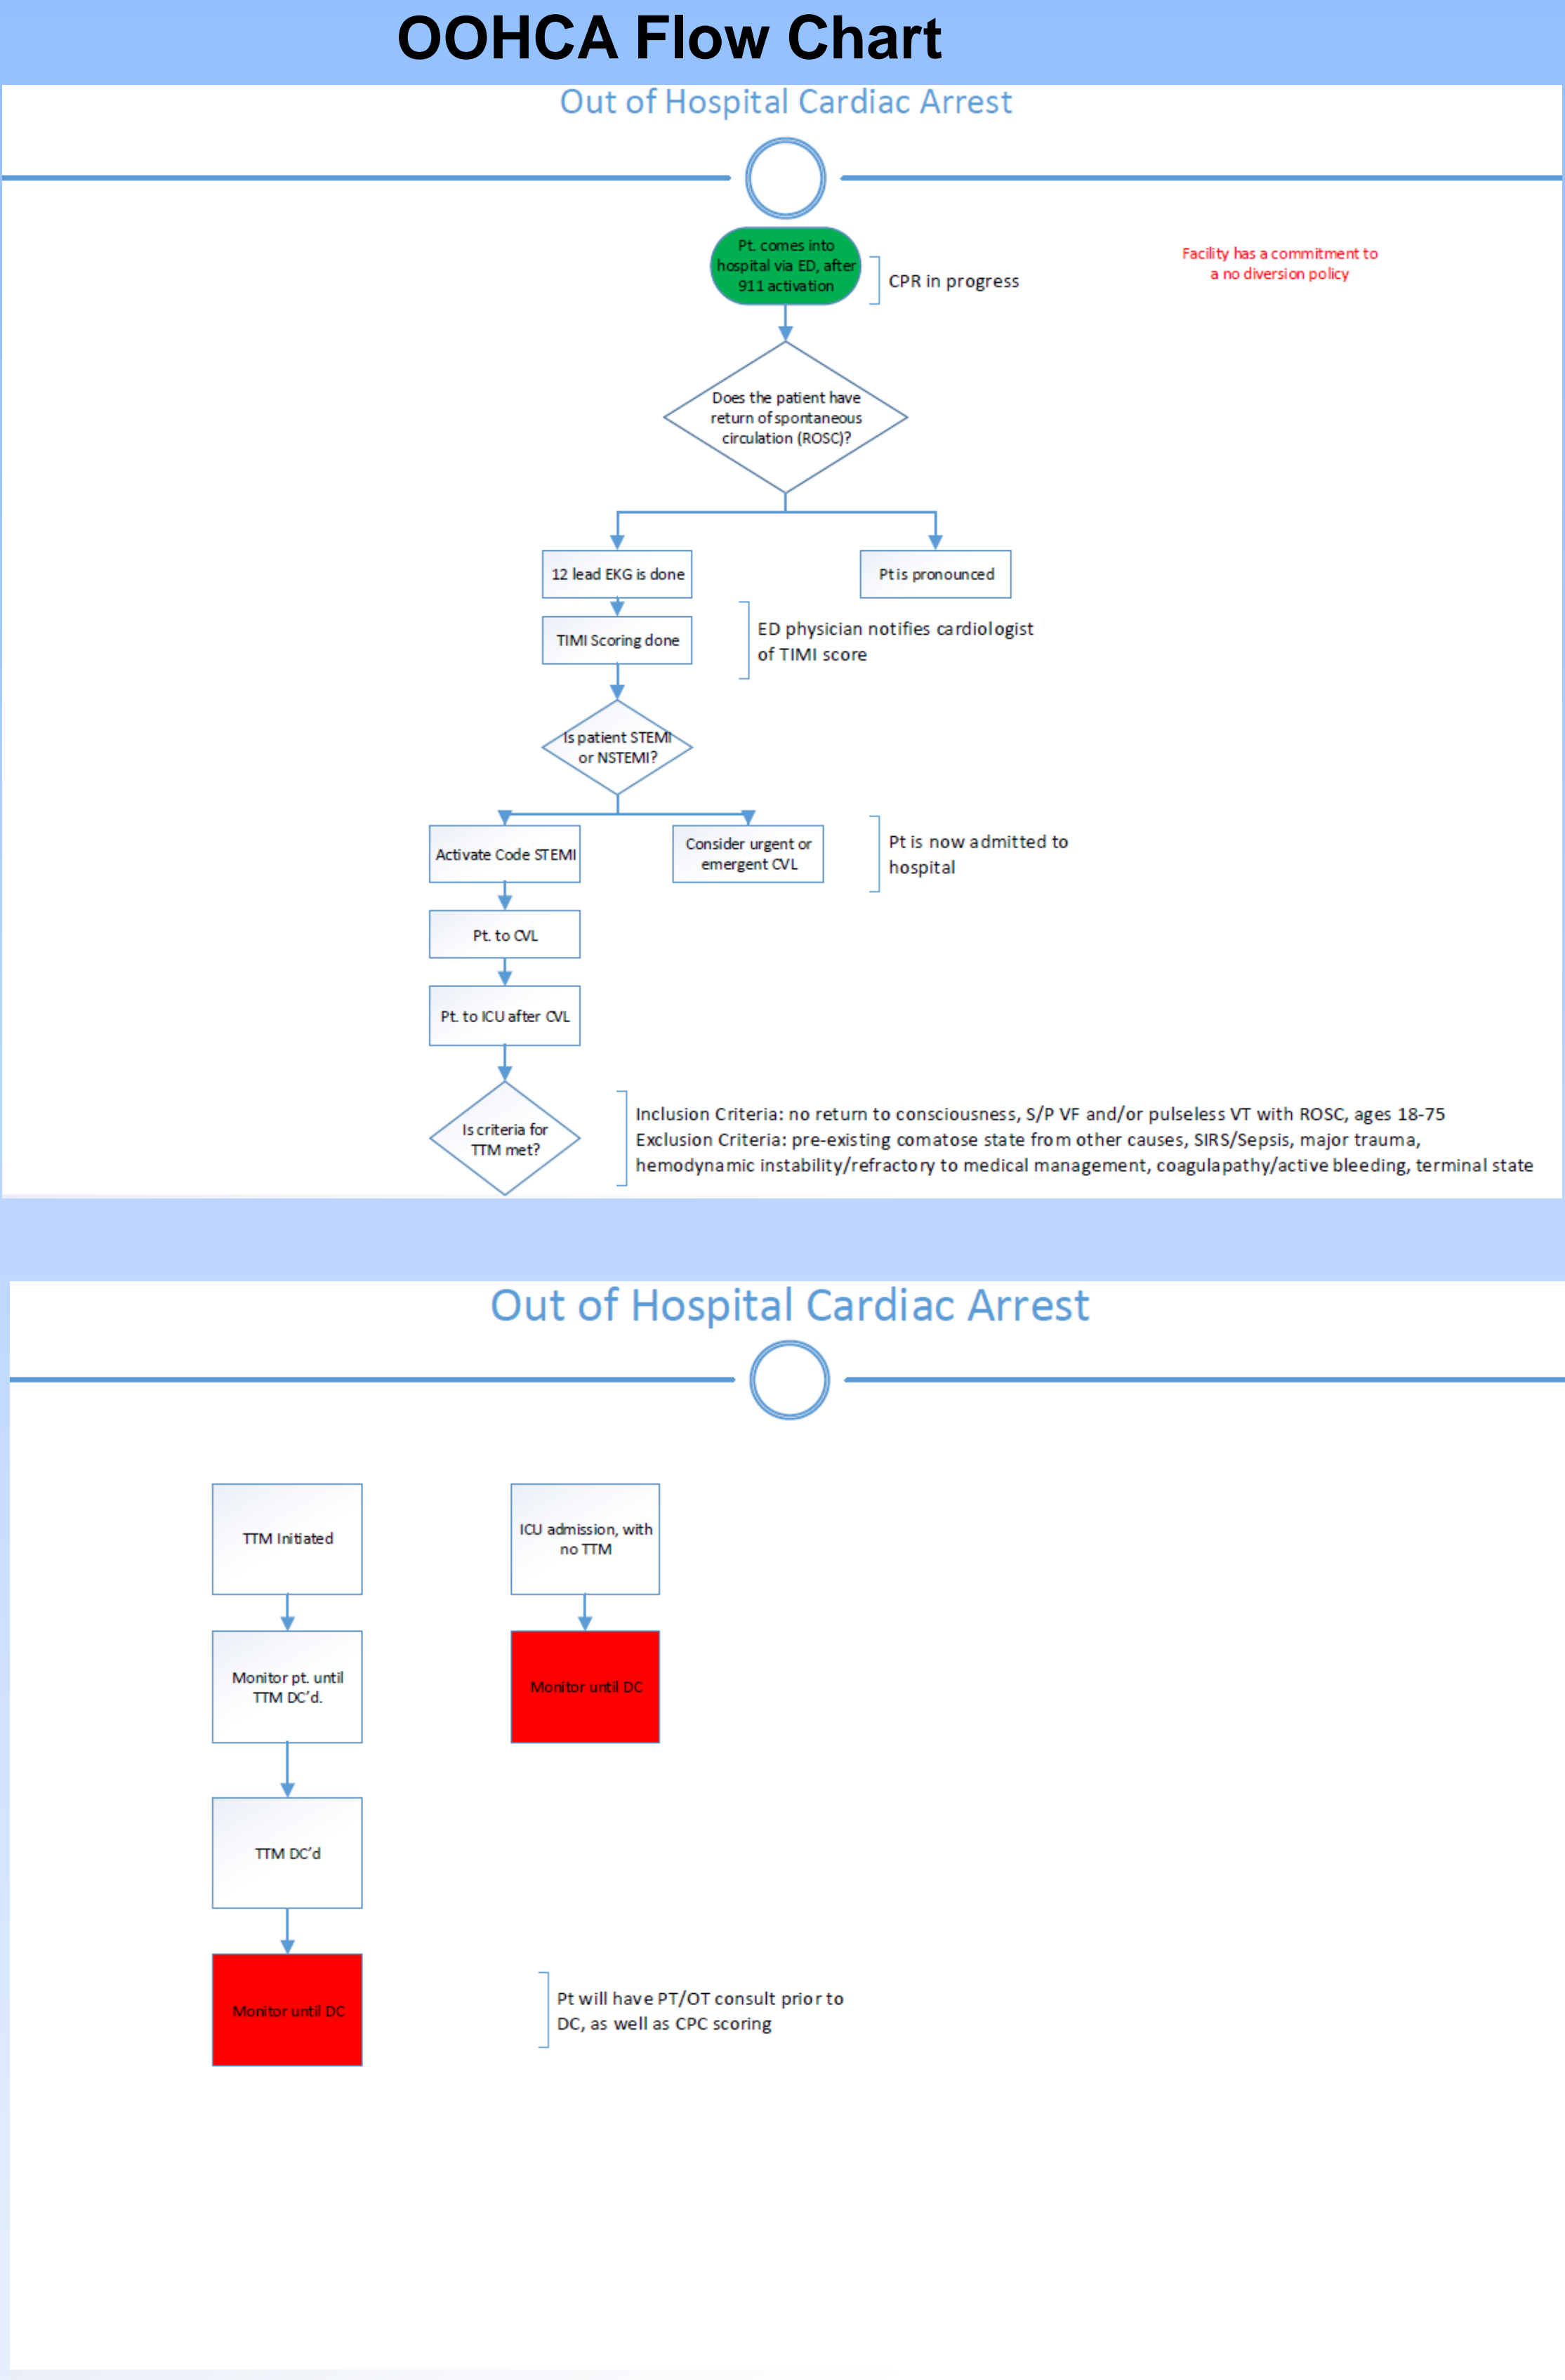 OOHCA Flow Chart
Out of Hospital Cardiac Arrest
Pt. comes into
hospital via ED, after
911 activation
CPR in progress
Facility has a commitment to
a no diversion policy
Does the patient have
return of spontaneous
circulation (ROSC)?
12 lead EKG is done
Pt is pronounced
TIMI Scoring done
ED physician notifies cardiologist
of TIMI score
Is patient STEMI
or NSTEMI?
Activate Code STEMI
Consider urgent or
emergent CVL
Pt is now admitted to
hospital
Pt. to CVL
Pt. to ICU after CVL
Is criteria for
TTM met?
Inclusion Criteria: no return to consciousness, S/P VF and/or pulseless VT with ROSC, ages 18-75
Exclusion Criteria: pre-existing comatose state from other causes, SIRS/Sepsis, major trauma,
hemodynamic instability/refractory to medical management, coagulapathy/active bleeding, terminal state
Out of Hospital Cardiac Arrest
TTM Initiated
ICU admission, with
no TTM
Monitor pt. until
TTM DC'd.
Monitor until DC
TTM DC'd
Monitor until DC
Pt will have PT/OT consult prior to
DC, as well as CPC scoring